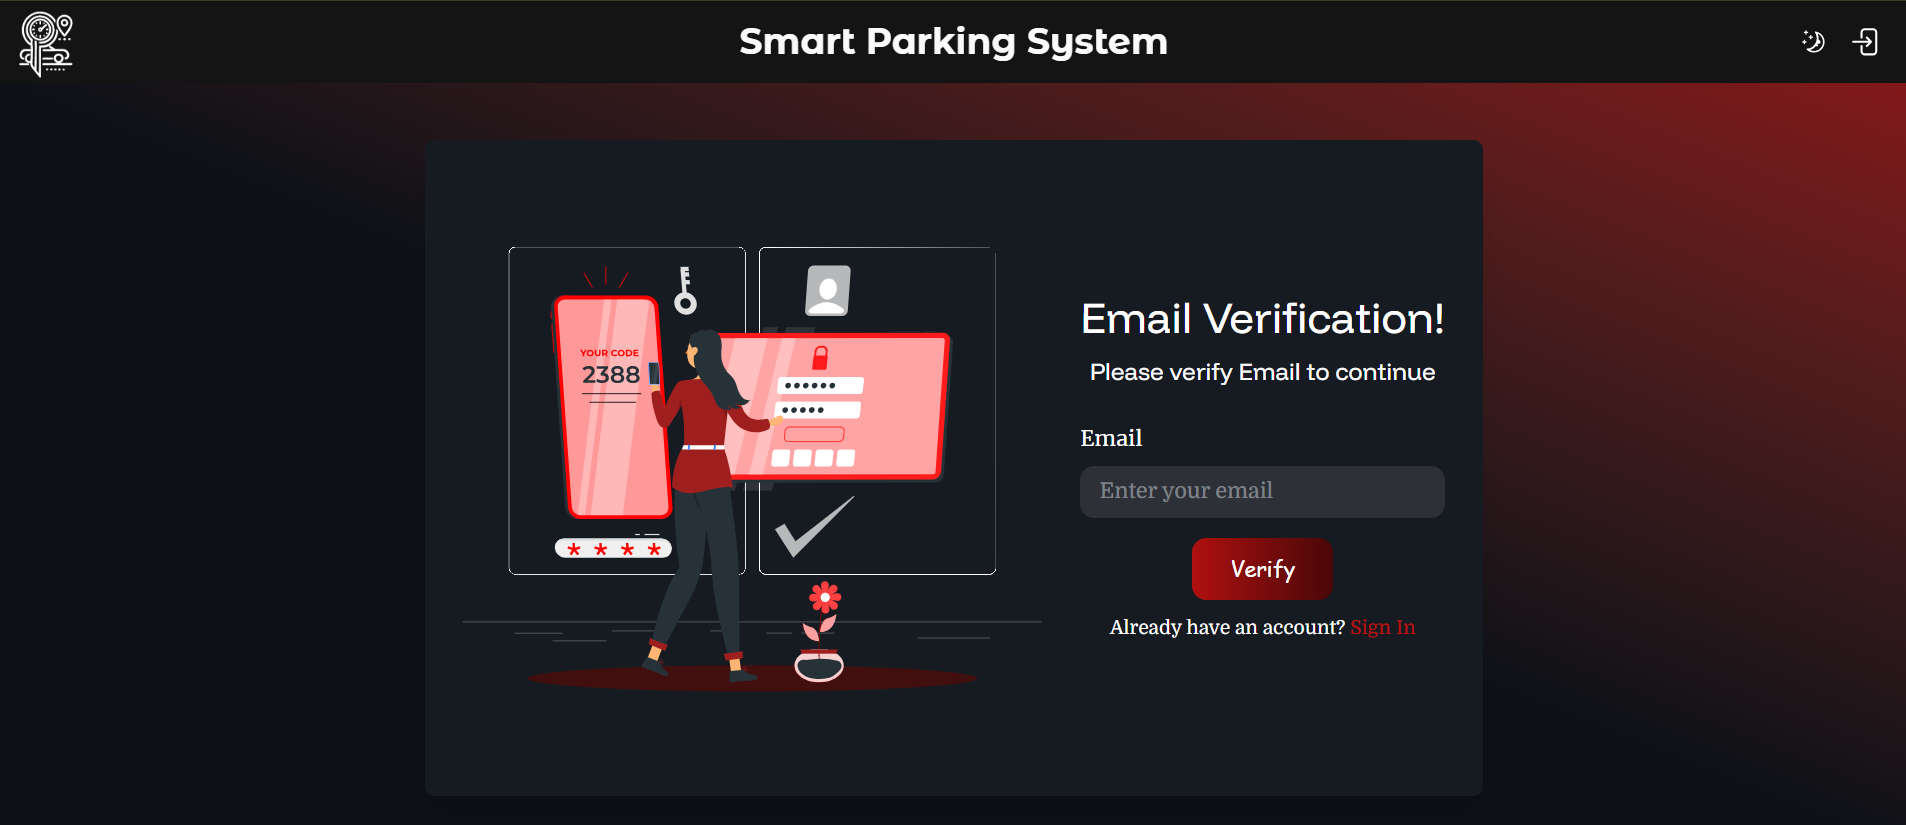 Smart Parking System
YOUR CODE
2388
* * * *
Email Verification!
Please verify Email to continue
Email
Enter your email
Verify
Already have an account? Sign In